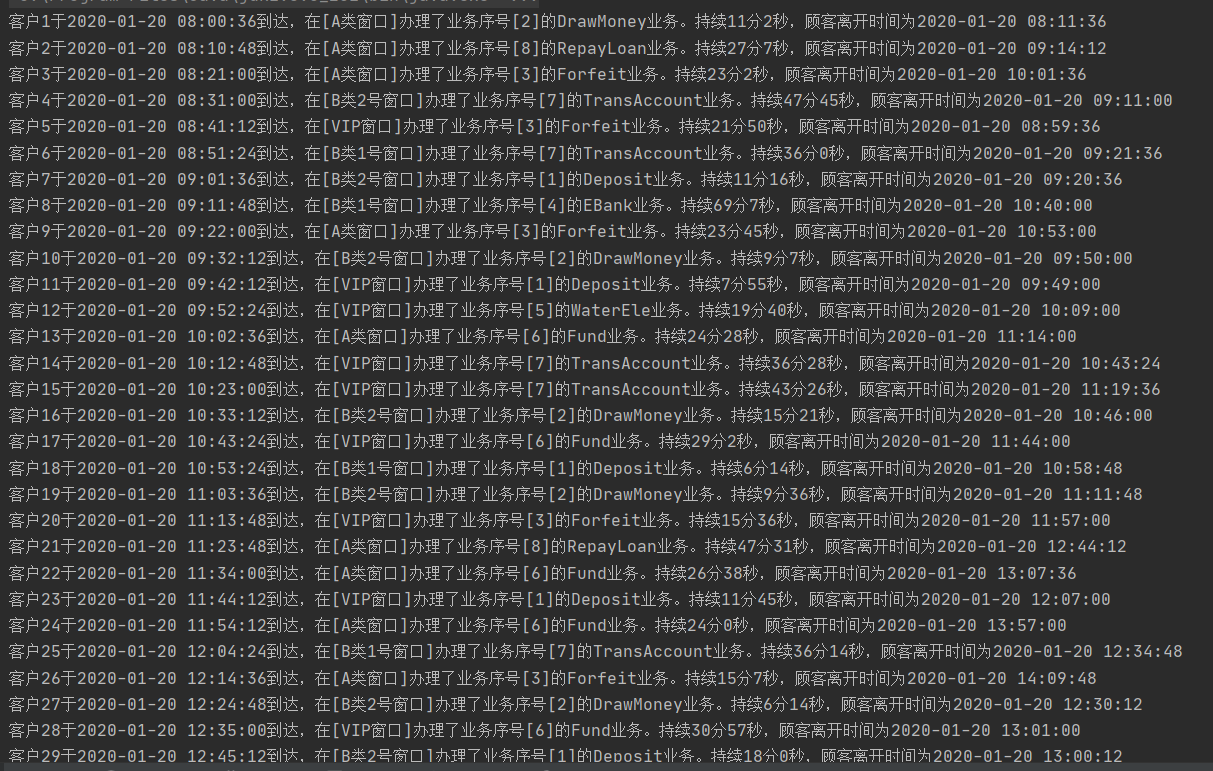 客户1于2020-01-20 08:00:36到达，在[A类窗口]办理了业务序号[2]的DrawMoney业务。持续11分2秒，顾客离开时间为2020-01-20 08:11:36
客户2于2020-01-20 08:10:48到达，在[A类窗口]办理了业务序号[8]的RepayLoan业务。持续27分7秒，顾客离开时间为2020-01-20 09:14:12
客户3于2020-01-20 08:21:00到达，在[A类窗口]办理了业务序号[3]的Forfeit业务。持续23分2秒，顾客离开时间为2020-01-20 10:01:36
客户4于2020-01-20 08:31:00到达，在[B类2号窗口]办理了业务序号[7]的TransAccount业务。持续47分45秒，顾客离开时间为2020-01-20 09:11:00
客户5于2020-01-20 08:41:12到达，在[VIP窗口]办理了业务序号[3]的Forfeit业务。持续21分50秒，顾客离开时间为2020-01-20 08:59:36
客户6于2020-01-20 08:51:24到达，在[B类1号窗口]办理了业务序号[7]的TransAccount业务。持续36分0秒，顾客离开时间为2020-01-20 09:21:36
客户7于2020-01-20 09:01:36到达，在[B类2号窗口]办理了业务序号[1]的Deposit业务。持续11分16秒，顾客离开时间为2020-01-20 09:20:36
客户8于2020-01-20 09:11:48到达，在[B类1号窗口]办理了业务序号[4]的EBank业务。持续69分7秒，顾客离开时间为2020-01-20 10:40:00
客户9于2020-01-20 09:22:00到达，在[A类窗口]办理了业务序号[3]的Forfeit业务。持续23分45秒，顾客离开时间为2020-01-20 10:53:00
客户10于2020-01-20 09:32:12到达，在[B类2号窗口]办理了业务序号[2]的DrawMoney业务。持续9分7秒，顾客离开时间为2020-01-20 09:50:00
客户11于2020-01-20 09:42:12到达，在[VIP窗口]办理了业务序号[1]的Deposit业务。持续7分55秒，顾客离开时间为2020-01-20 09:49:00
客户12于2020-01-20 09:52:24到达，在[VIP窗口]办理了业务序号[5]的WaterEle业务。持续19分40秒，顾客离开时间为2020-01-20 10:09:00
客户13于2020-01-20 10:02:36到达，在[A类窗口]办理了业务序号[6]的Fund业务。持续24分28秒，顾客离开时间为2020-01-20 11:14:00
客户14于2020-01-20 10:12:48到达，在[VIP窗口]办理了业务序号[7]的TransAccount业务。持续36分28秒，顾客离开时间为2020-01-20 10:43:24
客户15于2020-01-20 10:23:00到达，在[VIP窗口]办理了业务序号[7]的TransAccount业务。持续43分26秒，顾客离开时间为2020-01-20 11:19:36
客户16于2020-01-20 10:33:12到达，在[B类2号窗口]办理了业务序号[2]的DrawMoney业务。持续15分21秒，顾客离开时间为2020-01-20 10:46:00
客户17于2020-01-20 10:43:24到达，在[VIP窗口]办理了业务序号[6]的Fund业务。持续29分2秒，顾客离开时间为2020-01-20 11:44:00
客户18于2020-01-20 10:53:24到达，在[B类1号窗口]办理了业务序号[1]的Deposit业务。持续6分14秒，顾客离开时间为2020-01-20 10:58:48
客户19于2020-01-20 11:03:36到达，在[B类2号窗口]办理了业务序号[2]的DrawMoney业务。持续9分36秒，顾客离开时间为2020-01-20 11:11:48
客户20于2020-01-20 11:13:48到达，在[VIP窗口]办理了业务序号[3]的Forfeit业务。持续15分36秒，顾客离开时间为2020-01-20 11:57:00
客户21于2020-01-20 11:23:48到达，在[A类窗口]办理了业务序号[8]的RepayLoan业务。持续47分31秒，顾客离开时间为2020-01-20 12:44:12
客户22于2020-01-20 11:34:00到达，在[A类窗口]办理了业务序号[6]的Fund业务。持续26分38秒，顾客离开时间为2020-01-20 13:07:36
客户23于2020-01-20 11:44:12到达，在[VIP窗口]办理了业务序号[1]的Deposit业务。持续11分45秒，顾客离开时间为2020-01-20 12:07:00
客户24于2020-01-20 11:54:12到达，在[A类窗口]办理了业务序号[6]的Fund业务。持续24分0秒，顾客离开时间为2020-01-20 13:57:00
客户25于2020-01-20 12:04:24到达，在[B类1号窗口]办理了业务序号[7]的TransAccount业务。持续36分14秒，顾客离开时间为2020-01-20 12:34:48
客户26于2020-01-20 12:14:36到达，在[A类窗口]办理了业务序号[3]的Forfeit业务。持续15分7秒，顾客离开时间为2020-01-20 14:09:48
客户27于2020-01-20 12:24:48到达，在[B类2号窗口]办理了业务序号[2]的DrawMoney业务。持续6分14秒，顾客离开时间为2020-01-20 12:30:12
客户28于2020-01-20 12:35:00到达，在[VIP窗口]办理了业务序号[6]的Fund业务。持续30分57秒，顾客离开时间为2020-01-20 13:01:00
客户29于2020-01-20 12:45:12到达，在[B类2号窗口]办理了业务序号[1]的Deposit业务。持续18分0秒，顾客离开时间为2020-01-20 13:00:12